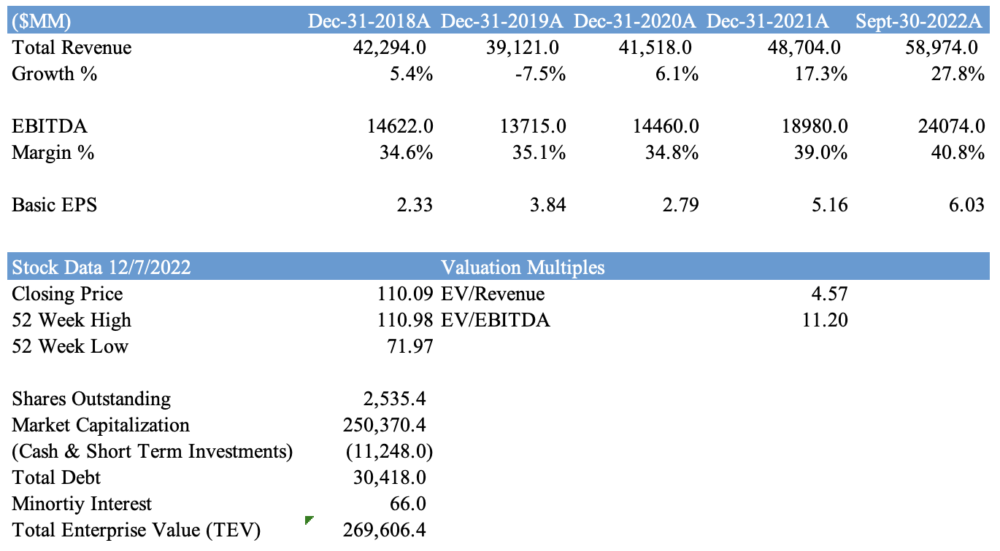 ($MM) Dec-31-2018A Dec-31-2019A Dec-31-2020A Dec-31-2021A Sept-30-2022A
Total Revenue 42,294.0 39,121.0 41,518.0 48,704.0 58,974.0
Growth % 5.4% -7.5% 6.1% 17.3% 27.8%
EBITDA 14622.0 13715.0 14460.0 18980.0 24074.0
Margin % 34.6% 35.1% 34.8% 39.0% 40.8%
Basic EPS 2.33 3.84 2.79 5.16 6.03
Stock Data 12/7/2022 Valuation Multiples
Closing Price 110.09 EV/Revenue 4.57
52 Week High 110.98 EV/EBITDA 11.20
52 Week Low 71.97
Shares Outstanding 2,535.4
Market Capitalization 250,370.4
(Cash & Short Term Investments) (11,248.0)
Total Debt 30,418.0
Minortiy Interest 66.0
Total Enterprise Value (TEV) 269,606.4